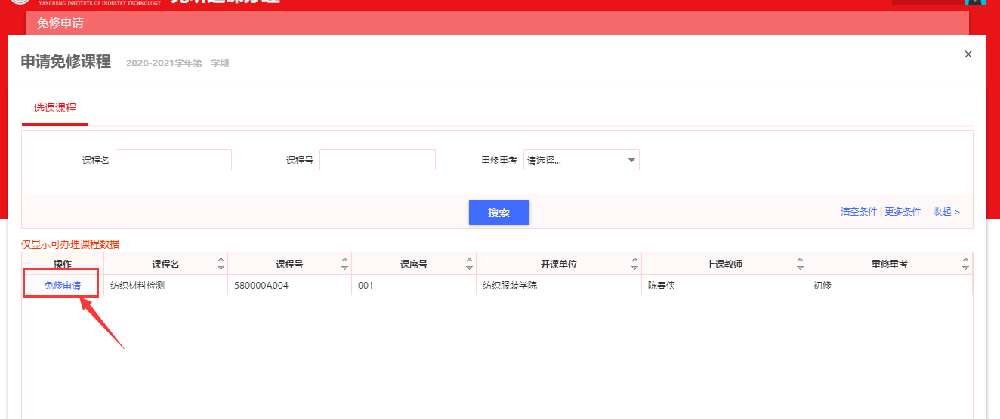 YANCHENG INSTITUTE OF INDUSTRY TECHNOLOGY
免修申请
申请免修课程 2020-2021学年第二学期
×
选课课程
课程名 课程号 重修重考 请选择...
搜索 清空条件 | 更多条件 收起 >
仅显示可办理课程数据
操作 课程名 课程号 课序号 开课单位 上课教师 重修重考
免修申请 纺织材料检测 580000A004 001 纺织服装学院 陈春侠 初修